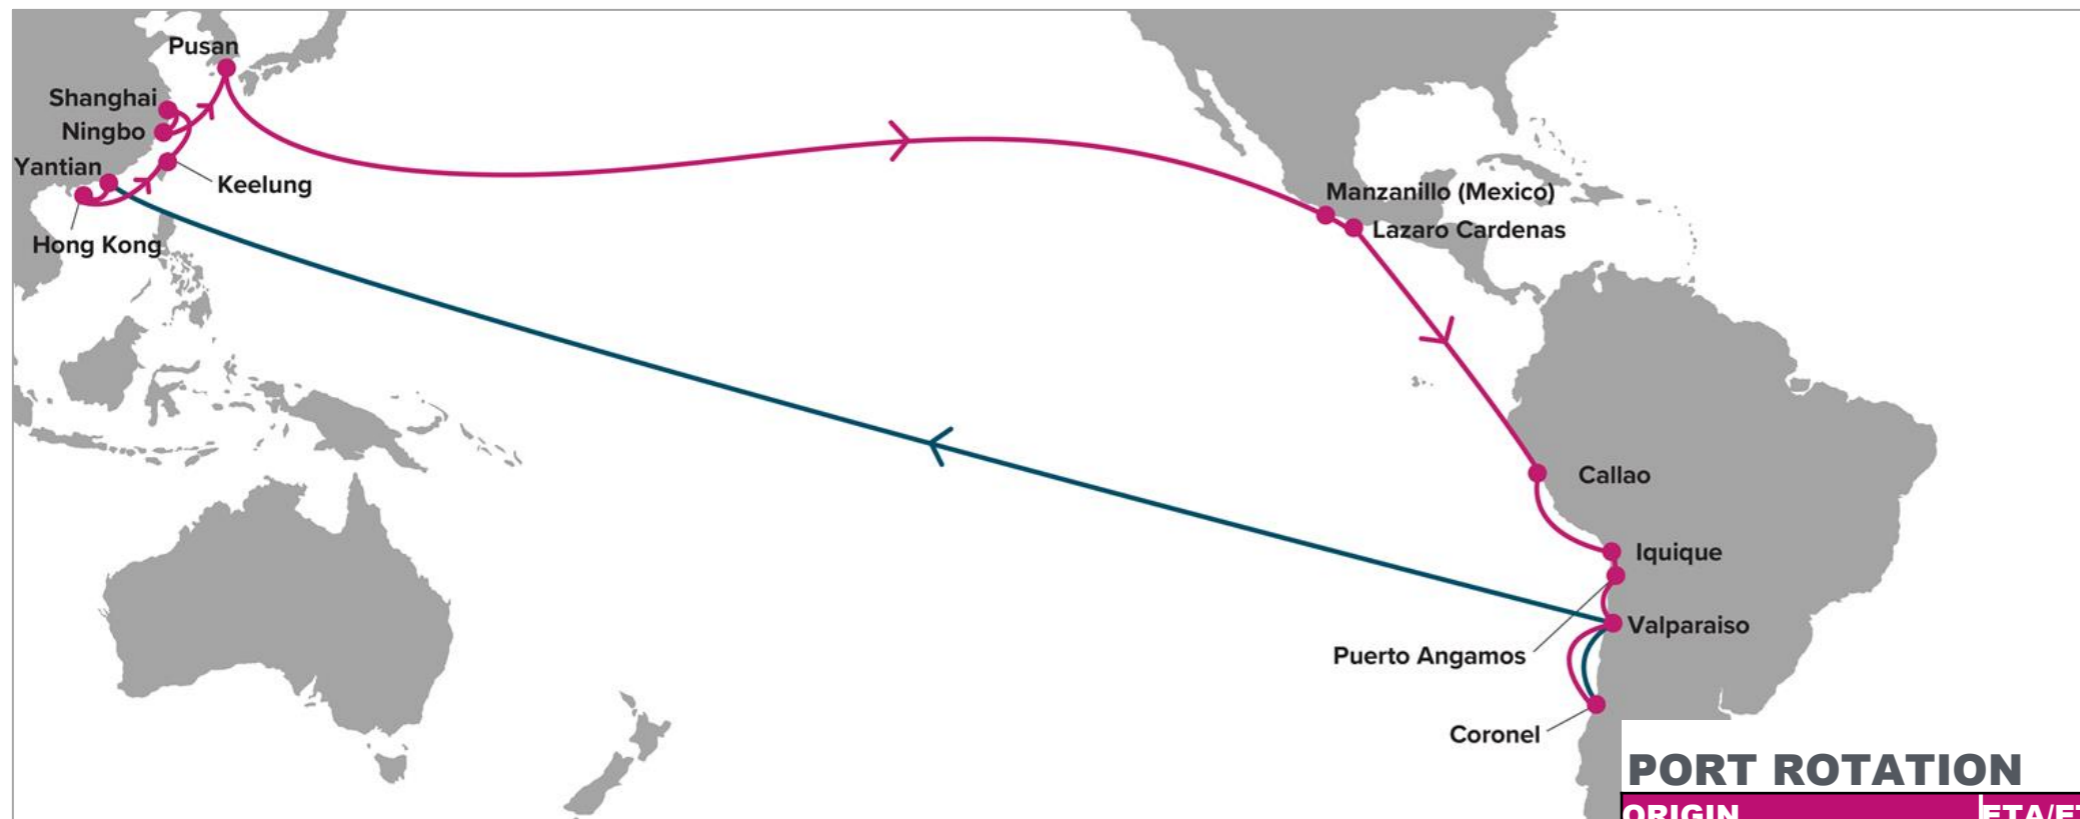 Pusan
Shanghai
Ningbo
Yantian
Keelung
Hong Kong
Manzanillo (Mexico)
Lazaro Cardenas
Callao
Iquique
Valparaiso
Puerto Angamos
Coronel
PORT ROTATION
ORIGIN